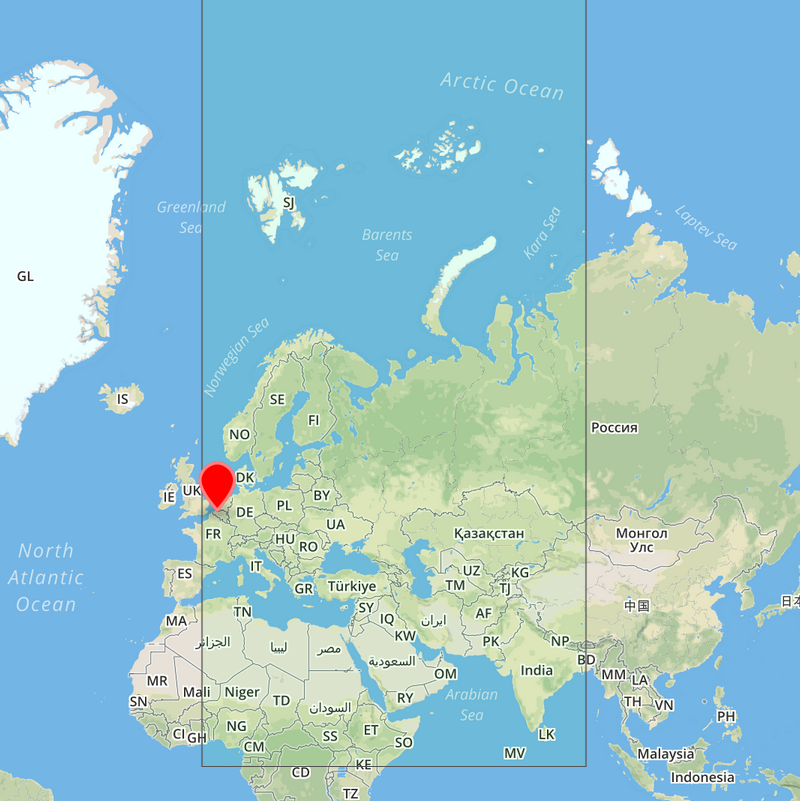 Arctic Ocean
Greenland
Sea
SJ
Barents
Sea
Kara Sea
Laptev Sea
GL
Norwegian Sea
IS
SE
FI
NO
Россия
DK
UK
IE
BY
PL
DE
UA
FR
HU
RO
Қазақстан
Монгол
Улс
North
Atlantic
Ocean
IT
ES
UZ
KG
TM
TJ
GR
Türkiye
中国
SY
TN
IQ
ایران
AF
MA
KW
PK
NP
الجزائر
ليبيا
مصر
السعودية
BD
India
MM
LA
OM
MR
Mali
Niger
TD
RY
Arabian
Sea
SN
TH
VN
السودان
PH
CI
GH
NG
SS
ET
SO
LK
CM
MV
Malaysia
KE
CD
Indonesia
TZ